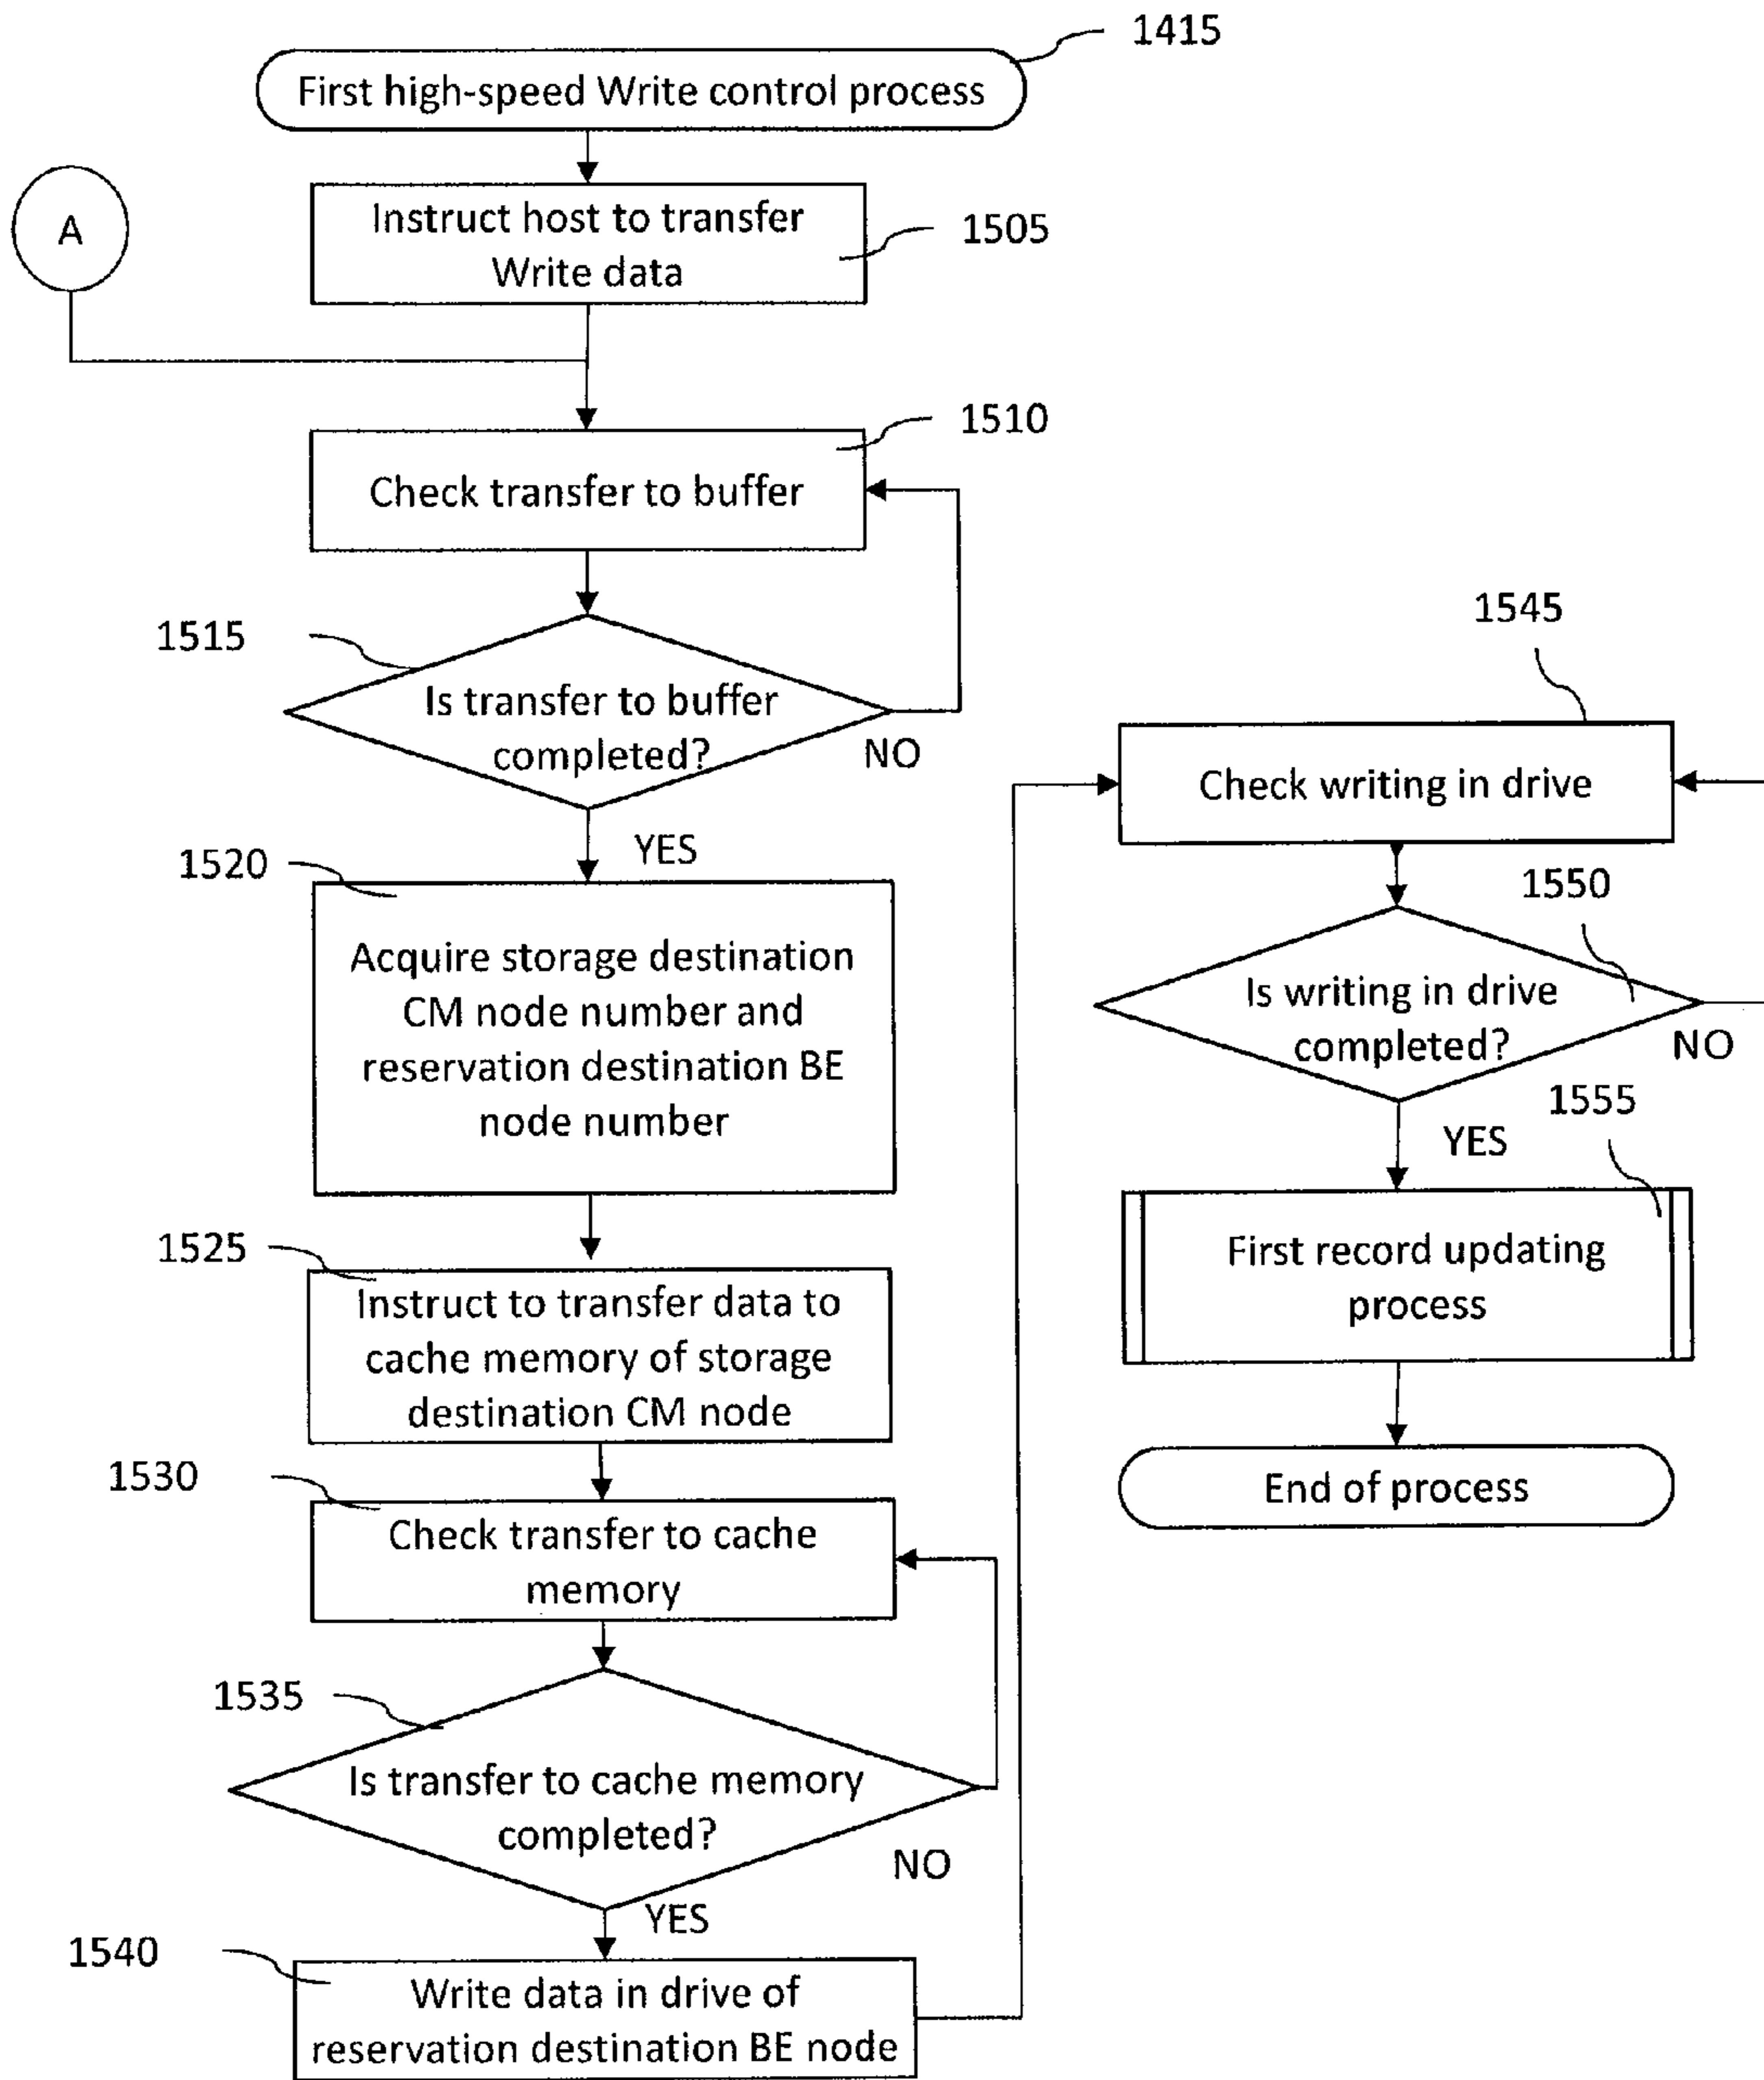 1415
First high-speed Write control process
A
Instruct host to transfer
Write data
1505
1510
Check transfer to buffer
1515
Is transfer to buffer
completed?
NO
YES
1520
Acquire storage destination
CM node number and
reservation destination BE
node number
1525
Instruct to transfer data to
cache memory of storage
destination CM node
1530
Check transfer to cache
memory
1535
Is transfer to cache memory
completed?
NO
YES
1540
Write data in drive of
reservation destination BE node
1545
Check writing in drive
1550
Is writing in drive
completed?
NO
YES
1555
First record updating
process
End of process